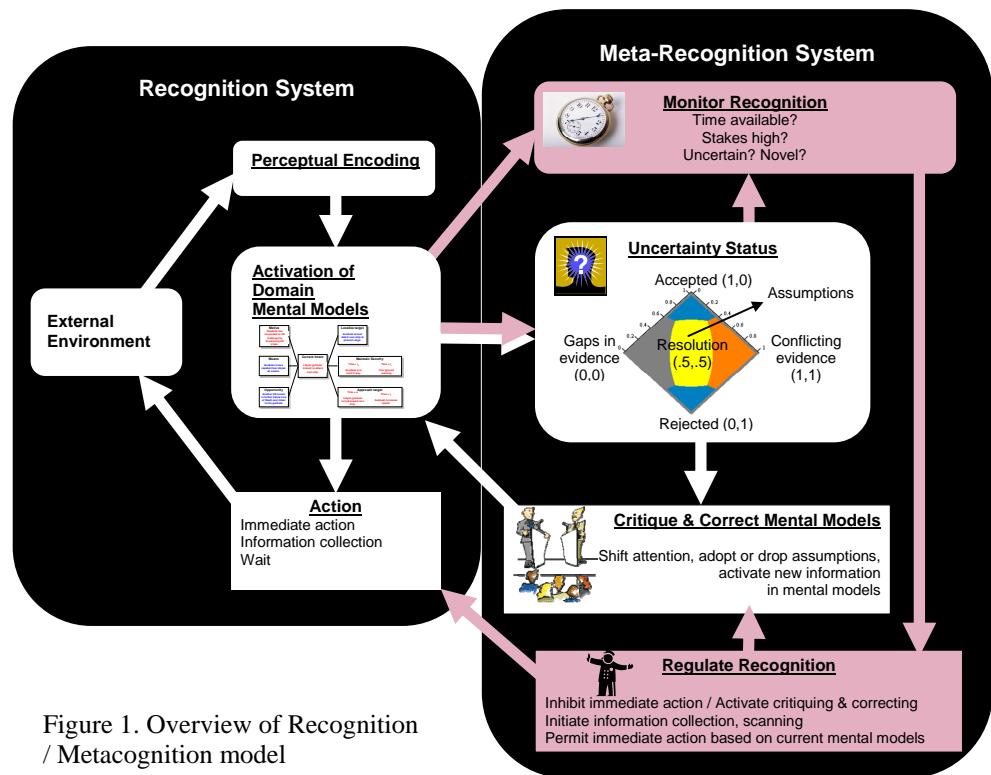 Recognition System
Meta-Recognition System
Monitor Recognition
Time available?
Stakes high?
Uncertain? Novel?
Perceptual Encoding
Activation of
Domain
Mental Models
External
Environment
Action
Immediate action
Information collection
Wait
Uncertainty Status
Accepted (1,0)
Assumptions
Gaps in
evidence
(0,0)
Resolution
(.5,.5)
Conflicting
evidence
(1,1)
Rejected (0,1)
Critique & Correct Mental Models
Shift attention, adopt or drop assumptions,
activate new information
in mental models
Regulate Recognition
Inhibit immediate action / Activate critiquing & correcting
Initiate information collection, scanning
Permit immediate action based on current mental models
Figure 1. Overview of Recognition
/ Metacognition model